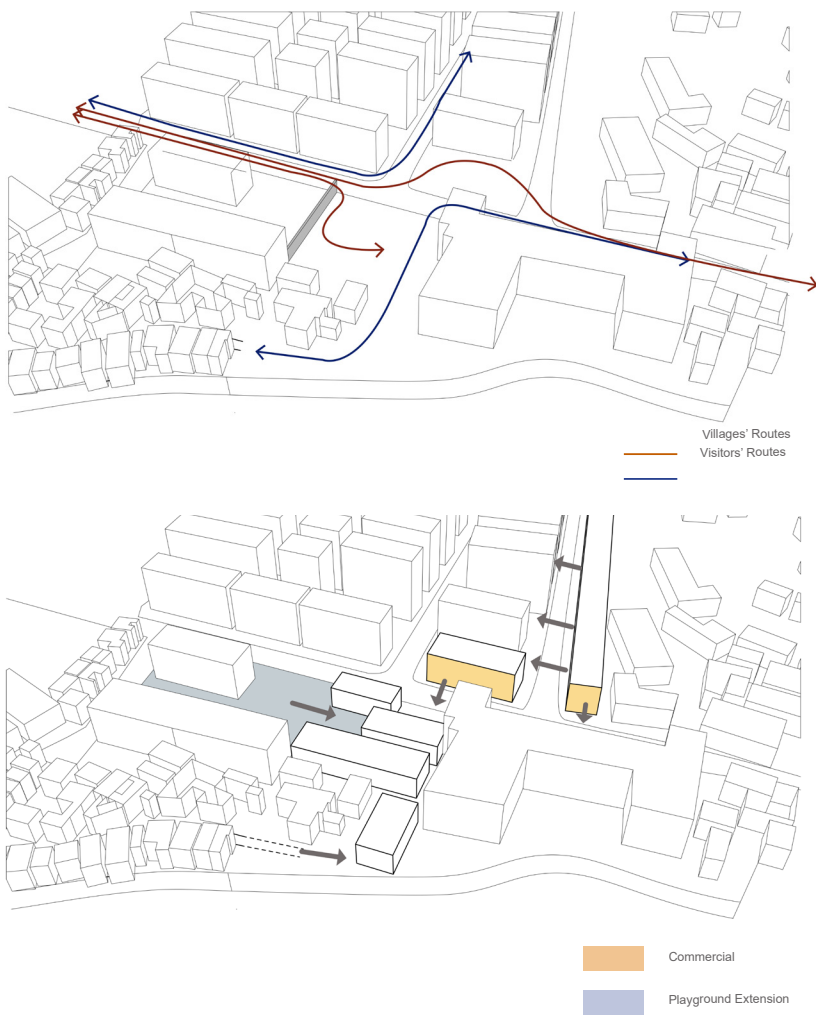 Villages' Routes
Visitors' Routes
Commercial
Playground Extension